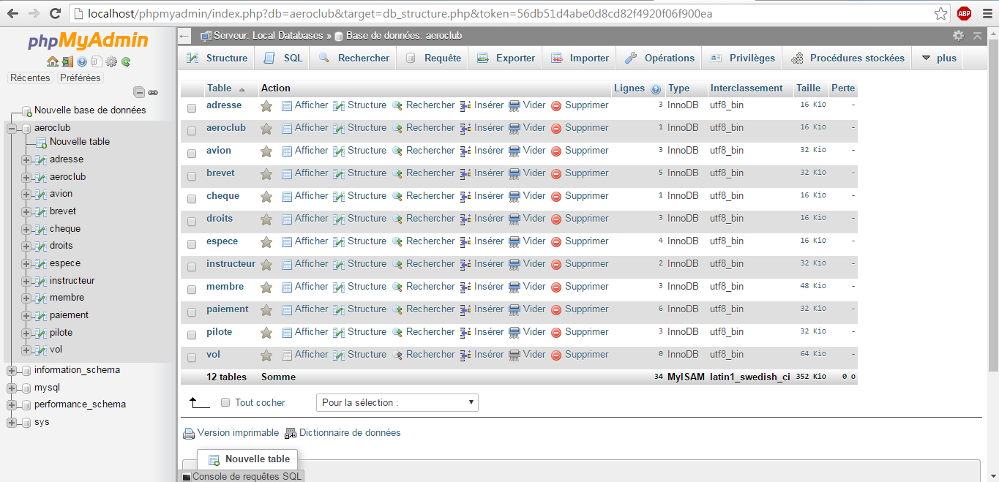 localhost/phpmyadmin/index.php?db=aeroclub&target=db_structure.php&token=56db51d4abe0d8cd82f4920f06f900ea
ABP
phpMyAdmin
Récentes Préférées
Nouvelle base de données
aeroclub
Nouvelle table
adresse
aeroclub
avion
brevet
cheque
droits
espece
instructeur
membre
paiement
pilote
vol
information_schema
mysql
performance_schema
sys
Serveur: Local Databases » Base de données: aeroclub
Structure SQL Rechercher Requête Exporter Importer Opérations Privilèges Procédures stockées plus
Table Action Lignes Type Interclassement Taille Perte
adresse Afficher Structure Rechercher Insérer Vider Supprimer 3 InnoDB utf8_bin 16 Kio -
aeroclub Afficher Structure Rechercher Insérer Vider Supprimer 1 InnoDB utf8_bin 16 Kio -
avion Afficher Structure Rechercher Insérer Vider Supprimer 3 InnoDB utf8_bin 32 Kio -
brevet Afficher Structure Rechercher Insérer Vider Supprimer 5 InnoDB utf8_bin 32 Kio -
cheque Afficher Structure Rechercher Insérer Vider Supprimer 1 InnoDB utf8_bin 16 Kio -
droits Afficher Structure Rechercher Insérer Vider Supprimer 3 InnoDB utf8_bin 16 Kio -
espece Afficher Structure Rechercher Insérer Vider Supprimer 4 InnoDB utf8_bin 16 Kio -
instructeur Afficher Structure Rechercher Insérer Vider Supprimer 2 InnoDB utf8_bin 32 Kio -
membre Afficher Structure Rechercher Insérer Vider Supprimer 3 InnoDB utf8_bin 48 Kio -
paiement Afficher Structure Rechercher Insérer Vider Supprimer 6 InnoDB utf8_bin 32 Kio -
pilote Afficher Structure Rechercher Insérer Vider Supprimer 3 InnoDB utf8_bin 32 Kio -
vol Afficher Structure Rechercher Insérer Vider Supprimer 0 InnoDB utf8_bin 64 Kio -
12 tables Somme 34 MyISAM latin1_swedish_ci 352 Kio 0 o
Tout cocher Pour la sélection :
Version imprimable Dictionnaire de données
Nouvelle table
Console de requêtes SQL